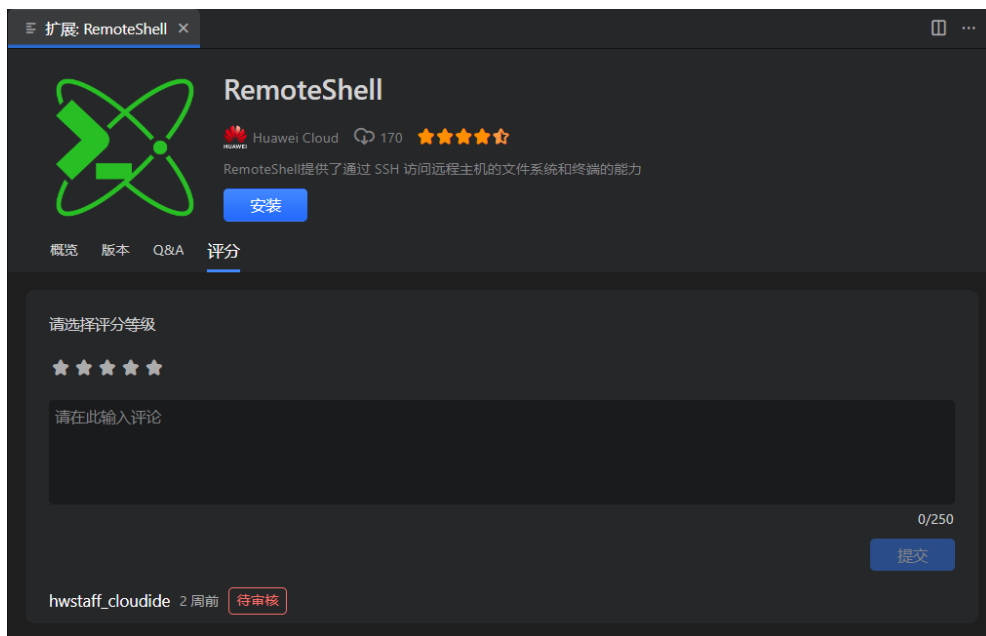 扩展: RemoteShell
RemoteShell
HUAWEI Huawei Cloud 170
RemoteShell提供了通过 SSH 访问远程主机的文件系统和终端的能力
安装
概览 版本 Q&A 评分
请选择评分等级
请在此输入评论
0/250
提交
hwstaff_cloudide 2 周前 待审核